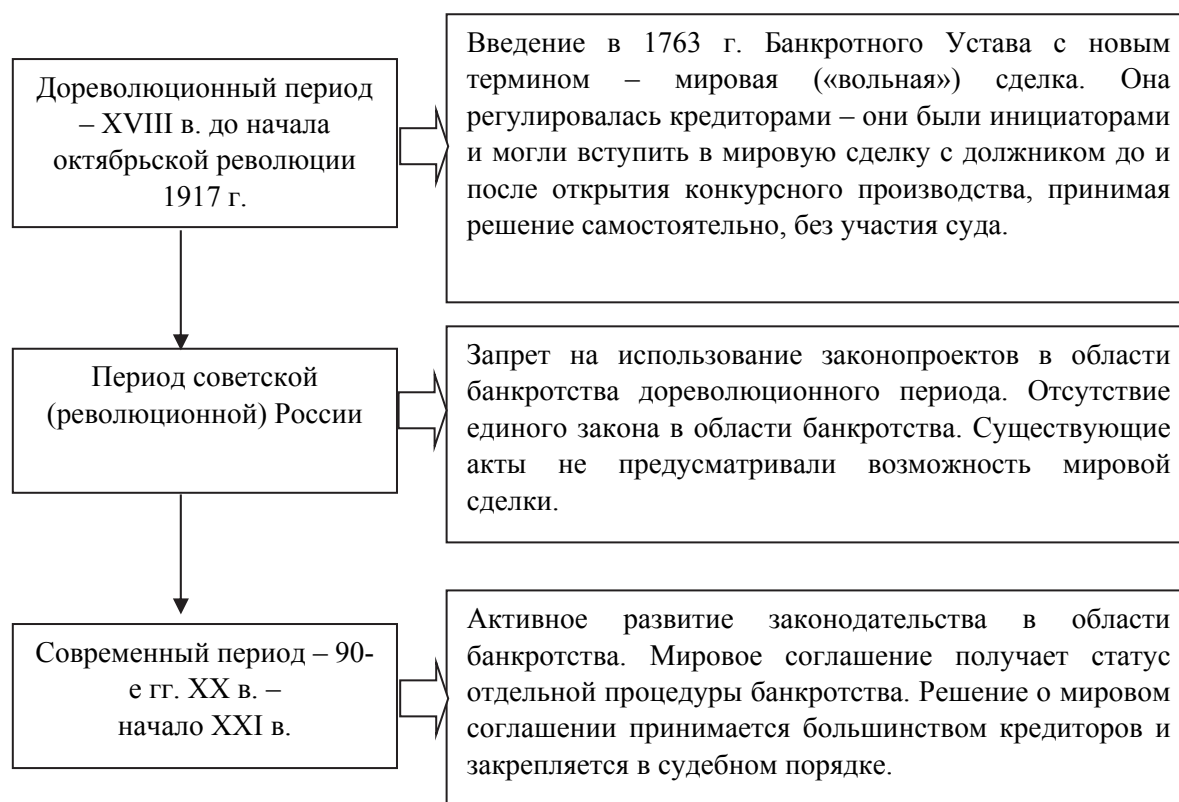 Дореволюционный период
– XVIII в. до начала
октябрьской революции
1917 г.
Введение в 1763 г. Банкротного Устава с новым
термином – мировая («вольная») сделка. Она
регулировалась кредиторами – они были инициаторами
и могли вступить в мировую сделку с должником до и
после открытия конкурсного производства, принимая
решение самостоятельно, без участия суда.
Период советской
(революционной) России
Запрет на использование законопроектов в области
банкротства дореволюционного периода. Отсутствие
единого закона в области банкротства. Существующие
акты не предусматривали возможность мировой
сделки.
Современный период – 90-
е гг. XX в. –
начало XXI в.
Активное развитие законодательства в области
банкротства. Мировое соглашение получает статус
отдельной процедуры банкротства. Решение о мировом
соглашении принимается большинством кредиторов и
закрепляется в судебном порядке.